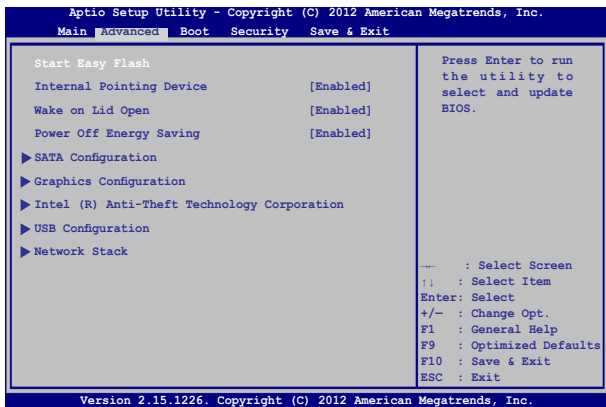 Aptio Setup Utility - Copyright (C) 2012 American Megatrends, Inc.
Main Advanced Boot Security Save & Exit
Start Easy Flash
Internal Pointing Device [Enabled]
Wake on Lid Open [Enabled]
Power Off Energy Saving [Enabled]
SATA Configuration
Graphics Configuration
Intel (R) Anti-Theft Technology Corporation
USB Configuration
Network Stack
Press Enter to run
the utility to
select and update
BIOS.
→← : Select Screen
↑↓ : Select Item
Enter: Select
+/— : Change Opt.
F1 : General Help
F9 : Optimized Defaults
F10 : Save & Exit
ESC : Exit
Version 2.15.1226. Copyright (C) 2012 American Megatrends, Inc.